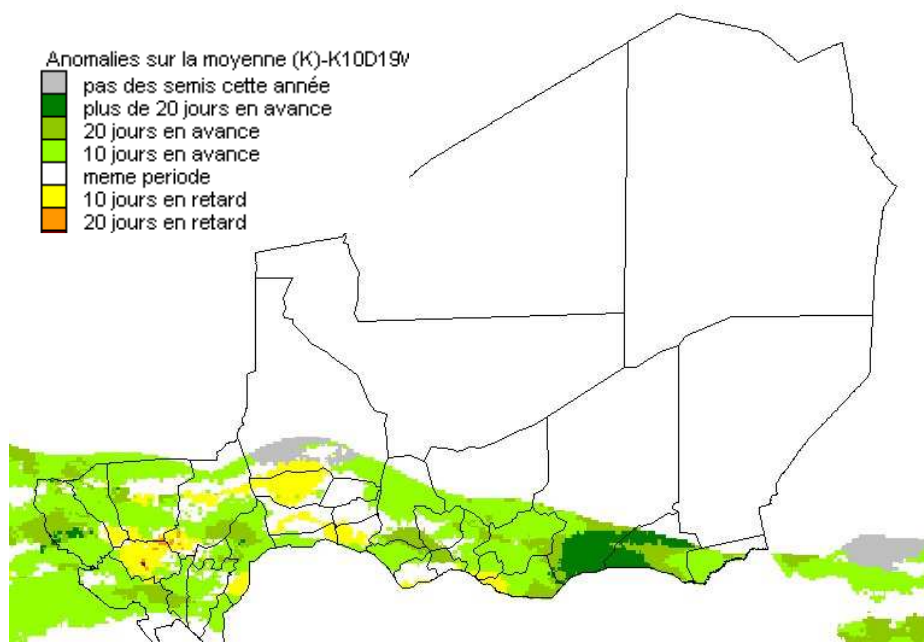 Anomalies sur la moyenne (K)-K10D19
pas des semis cette année
plus de 20 jours en avance
20 jours en avance
10 jours en avance
meme periode
10 jours en retard
20 jours en retard